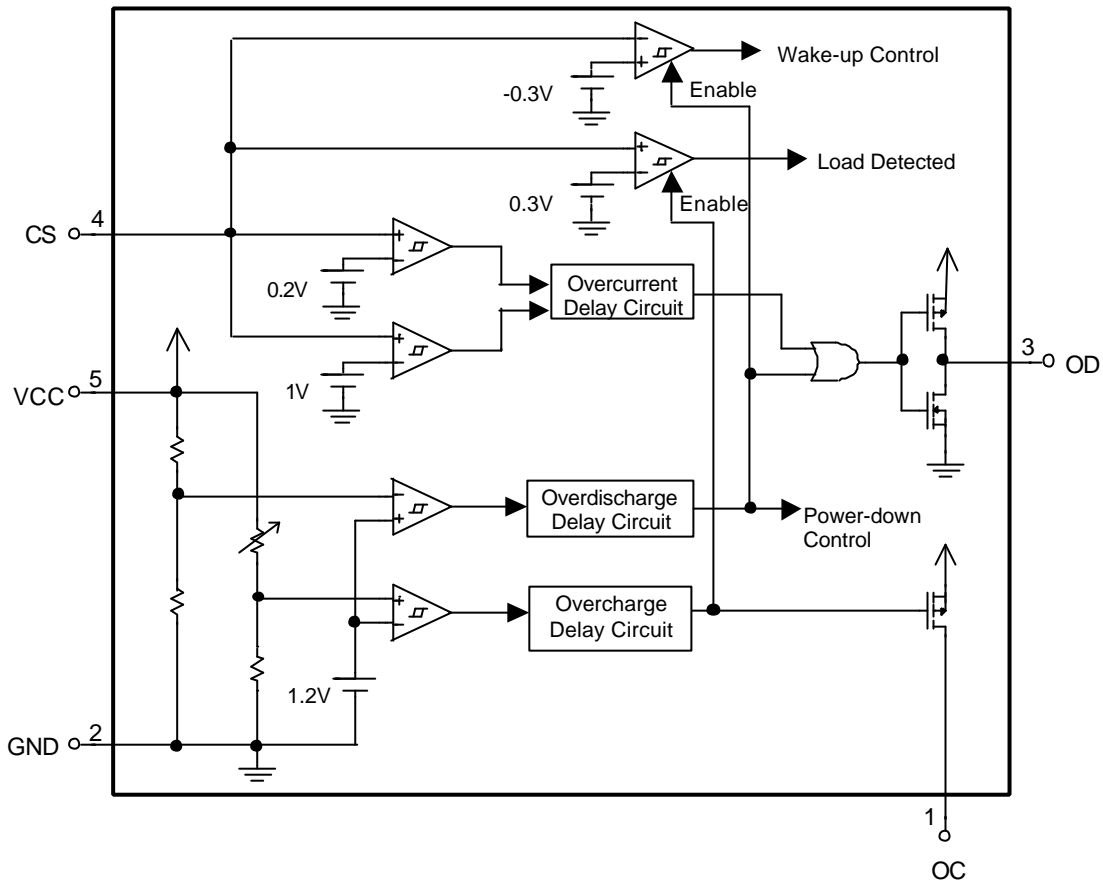 Wake-up Control
Enable
-0.3V
Load Detected
Enable
0.3V
4
CS
0.2V
Overcurrent
Delay Circuit
1V
3
OD
5
VCC
Overdischarge
Delay Circuit
Power-down
Control
Overcharge
Delay Circuit
1.2V
2
GND
1
OC